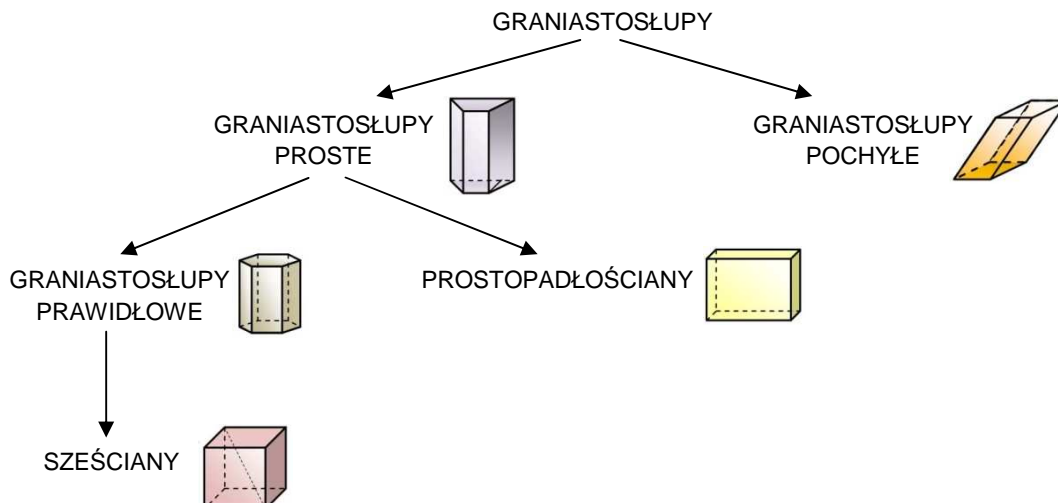 GRANIASTOSŁUPY
GRANIASTOSŁUPY
PROSTE
GRANIASTOSŁUPY
POCHYŁE
GRANIASTOSŁUPY
PRAWIDŁOWE
PROSTOPADŁOŚCIANY
SZEŚCIANY